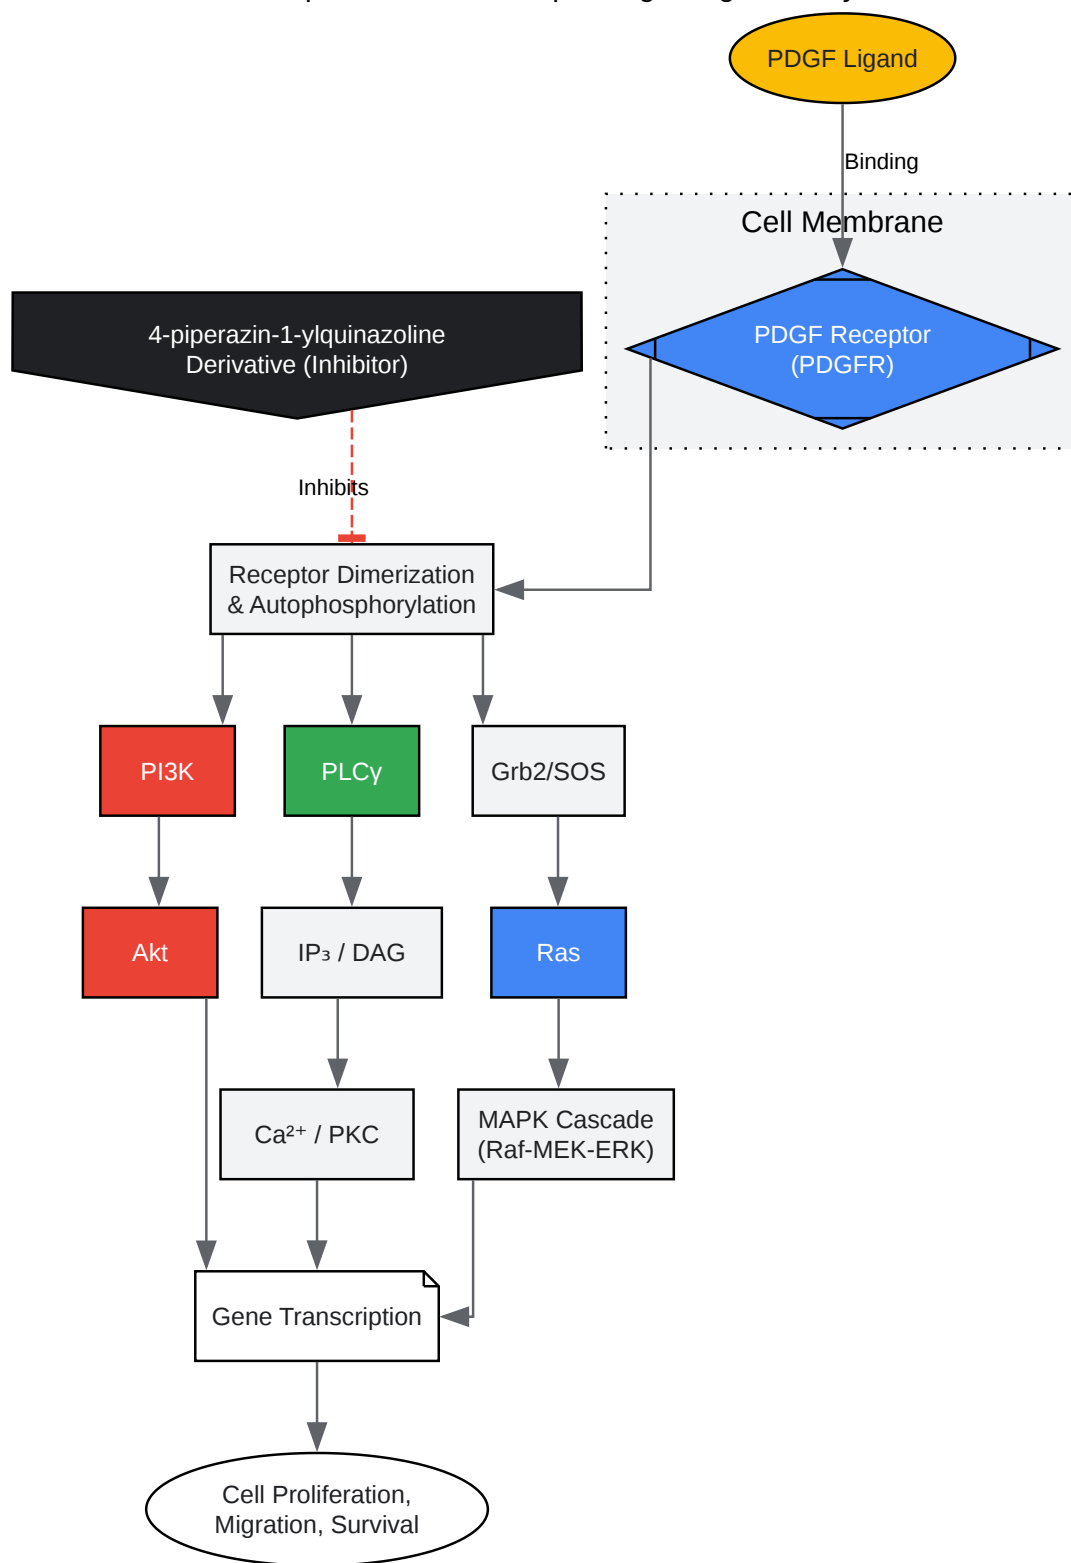 PDGF Ligand
Binding
Cell Membrane
PDGF Receptor
(PDGFR)
4-piperazin-1-ylquinazoline
Derivative (Inhibitor)
Inhibits
Receptor Dimerization
& Autophosphorylation
PI3K
PLCγ
Grb2/SOS
Akt
IP₃ / DAG
Ras
Ca²⁺ / PKC
MAPK Cascade
(Raf-MEK-ERK)
Gene Transcription
Cell Proliferation,
Migration, Survival